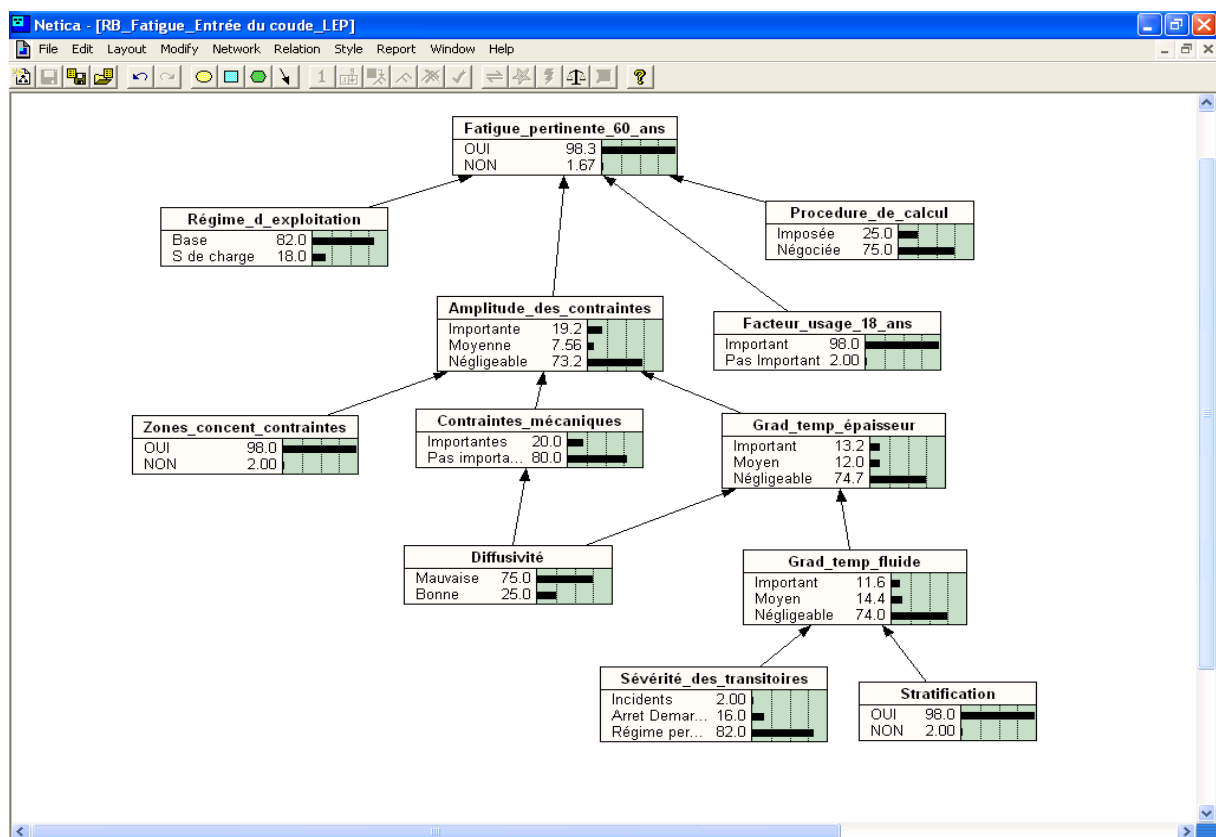 Netica - [RB_Fatigue_Entrée du coude_LEP]
File Edit Layout Modify Network Relation Style Report Window Help
Fatigue_pertinente_60_ans
OUI 98.3
NON 1.67
Régime_d_exploitation
Base 82.0
S de charge 18.0
Procedure_de_calcul
Imposée 25.0
Négociée 75.0
Amplitude_des_contraintes
Importante 19.2
Moyenne 7.56
Négligeable 73.2
Facteur_usage_18_ans
Important 98.0
Pas Important 2.00
Zones_concent_contraintes
OUI 98.0
NON 2.00
Contraintes_mécaniques
Importantes 20.0
Pas importa... 80.0
Grad_temp_épaisseur
Important 13.2
Moyen 12.0
Négligeable 74.7
Diffusivité
Mauvaise 75.0
Bonne 25.0
Grad_temp_fluide
Important 11.6
Moyen 14.4
Négligeable 74.0
Sévérité_des_transitoires
Incidents 2.00
Arret Demar... 16.0
Régime per... 82.0
Stratification
OUI 98.0
NON 2.00